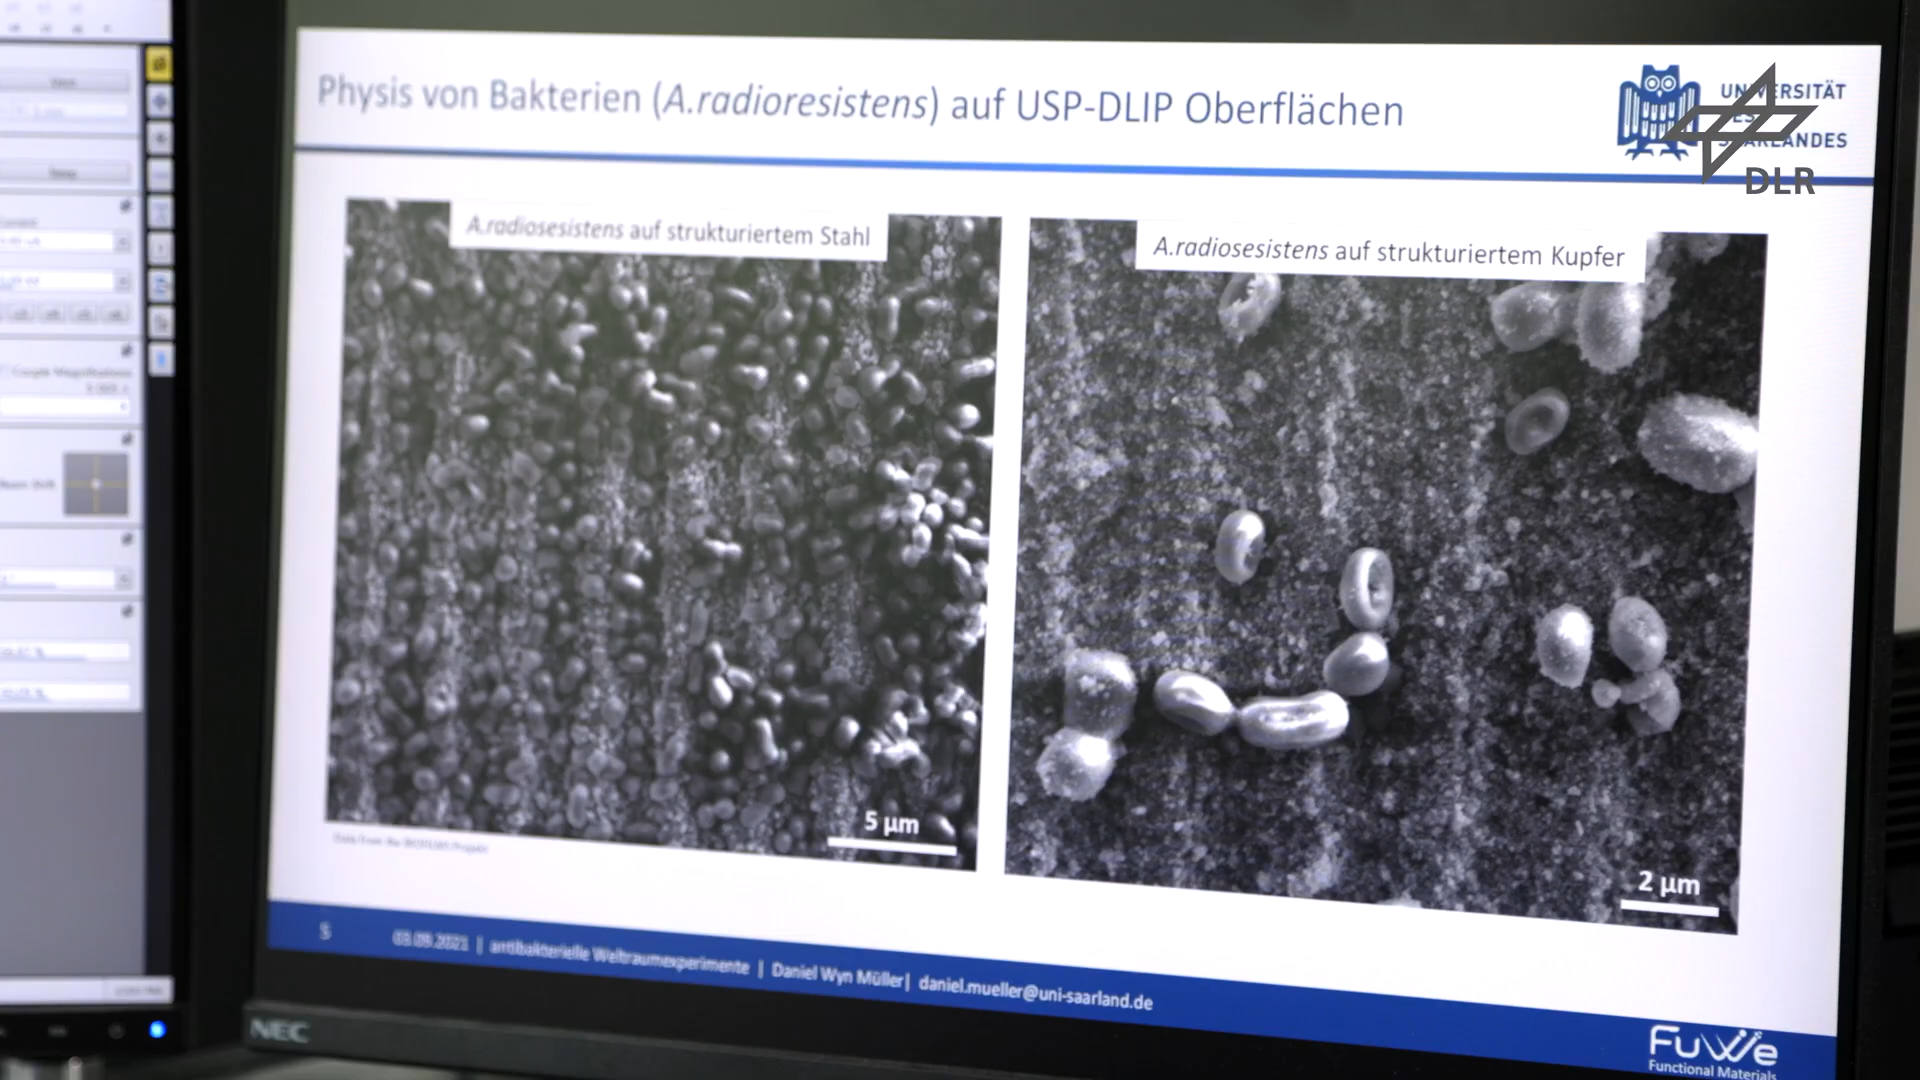 Physis von Bakterien (A.radioresistens) auf USP-DLIP Oberflächen
UNIVERSITÄT
DES
SAARLANDES
DLR
A.radiosesistens auf strukturiertem Stahl
A.radiosesistens auf strukturiertem Kupfer
5 µm
2 µm
5
03.09.2021 | antibakterielle Weltraumexperimente | Daniel Wyn Müller| daniel.mueller@uni-saarland.de
FuWe
Functional Materials
NEC